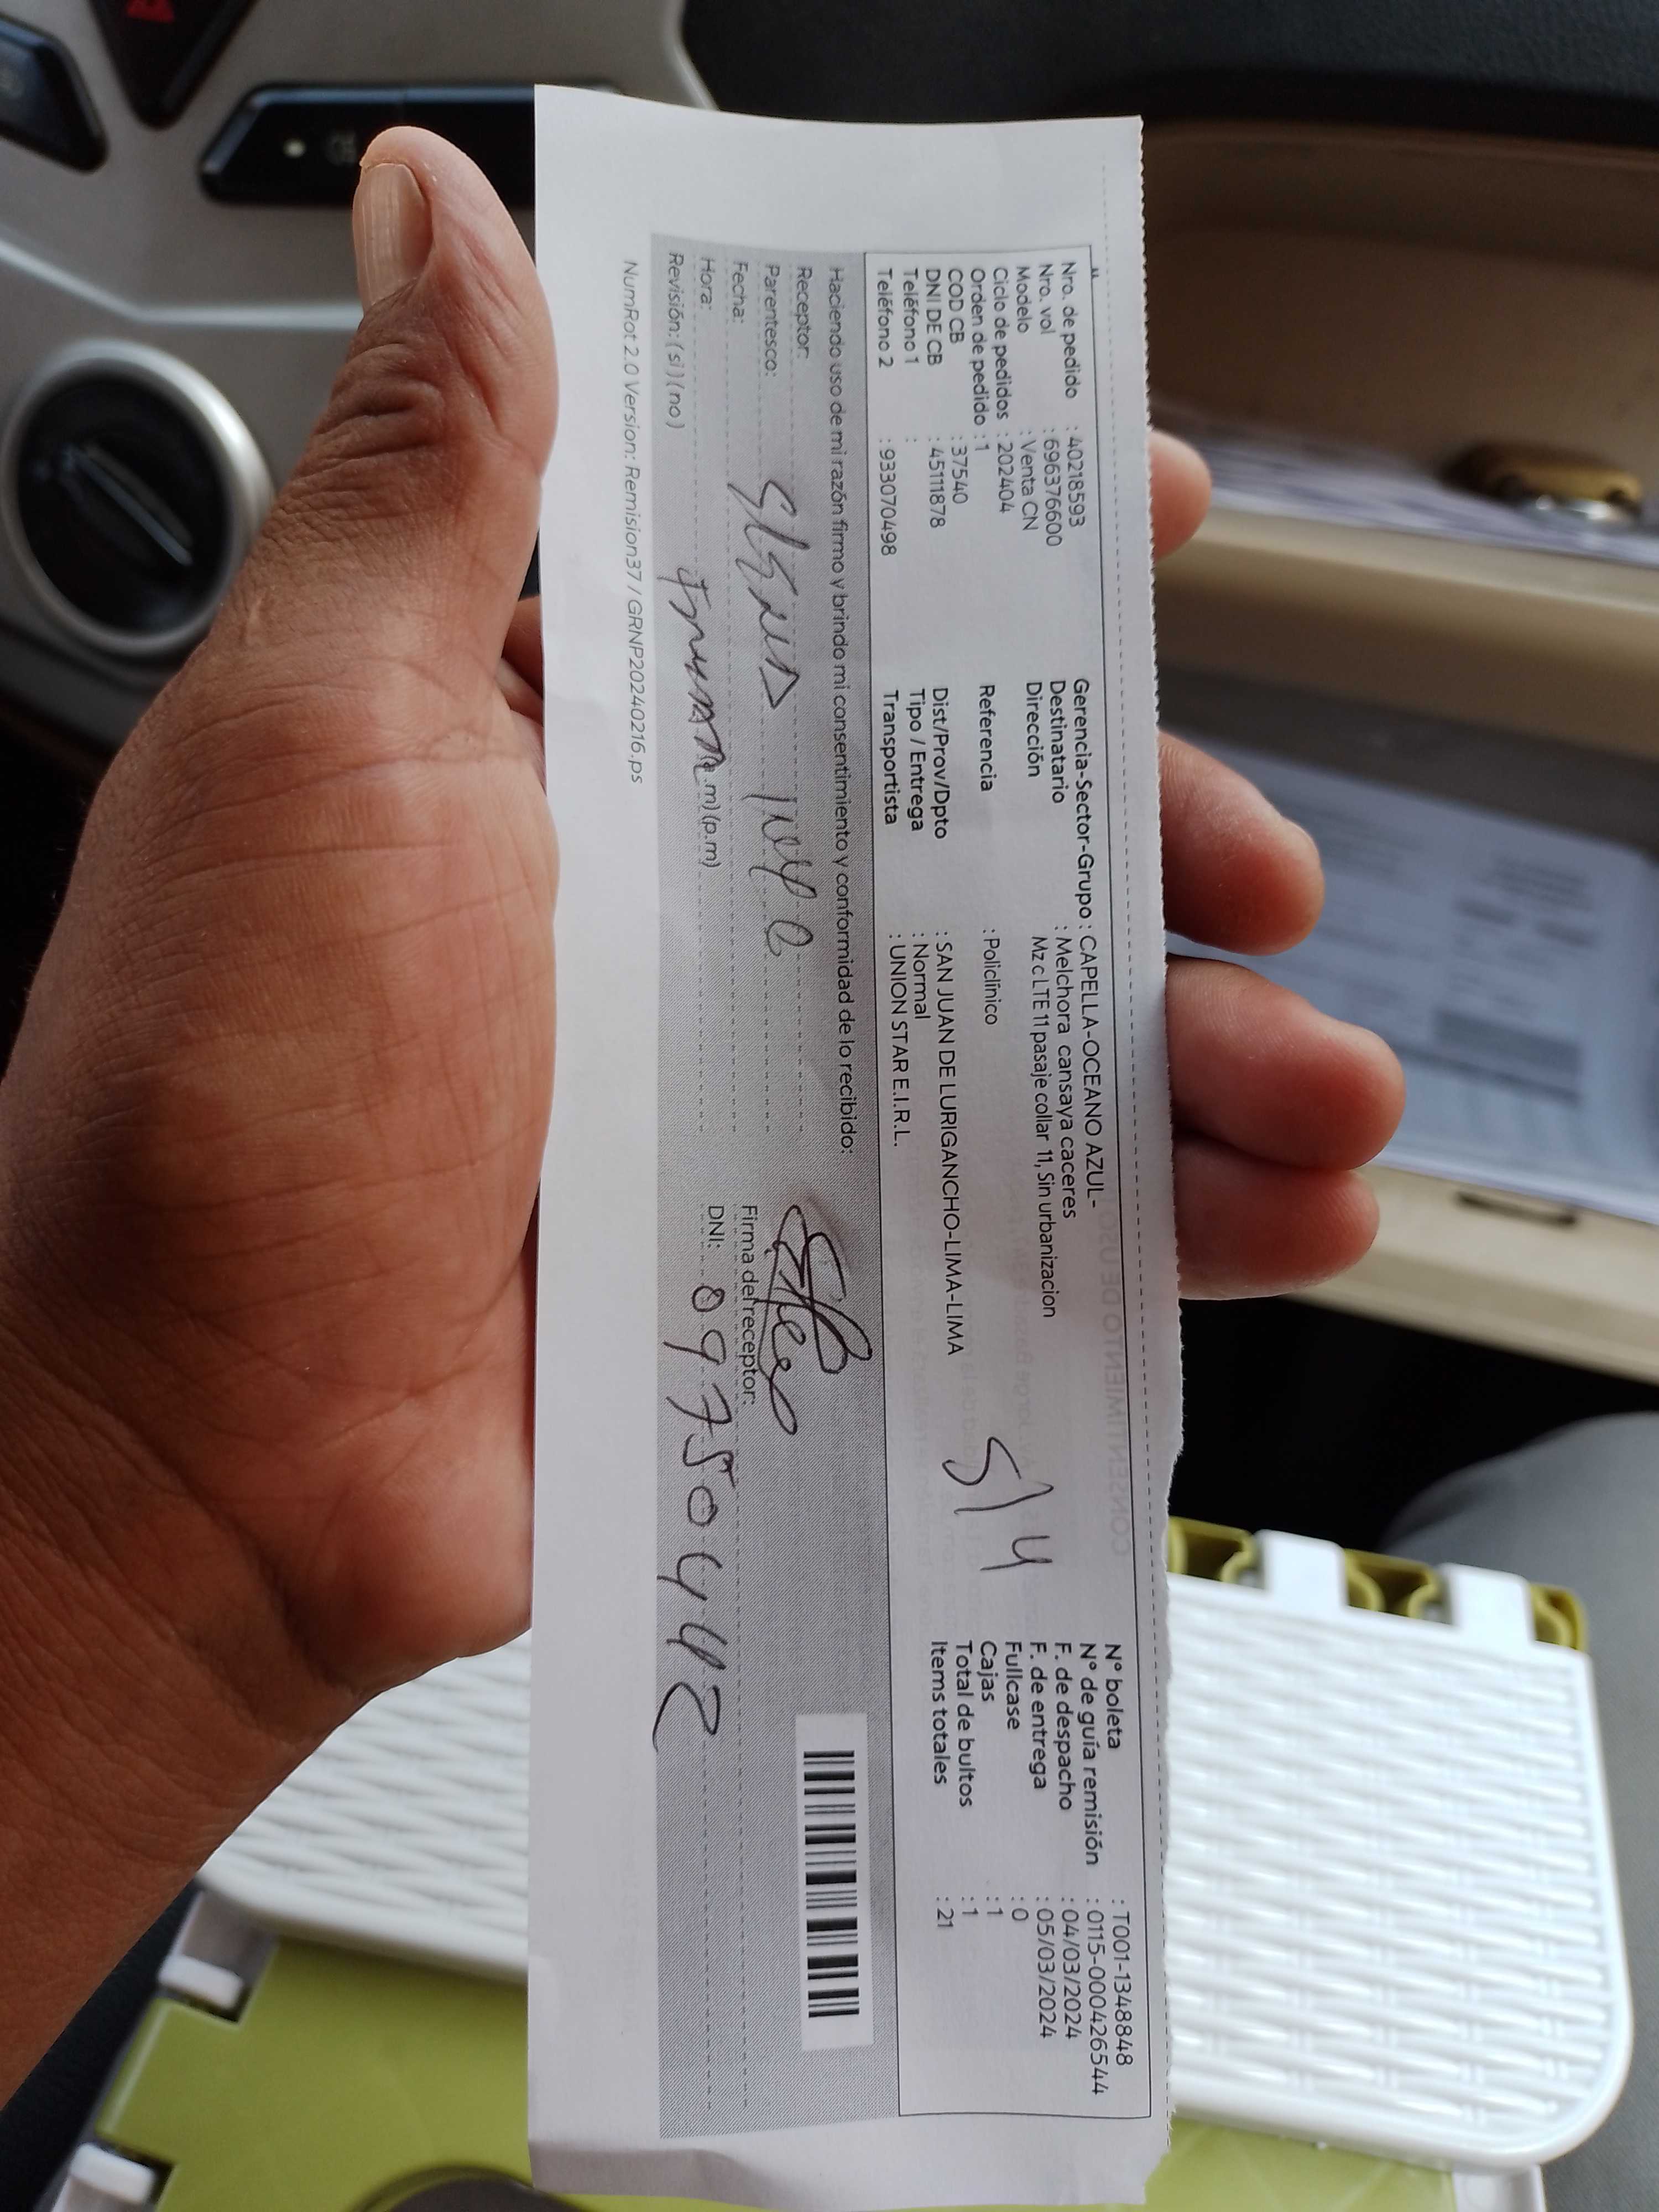 Nro. de pedido : 40218593
Nro. vol : 696376600
Modelo : Venta CN
Ciclo de pedidos : 202404
Orden de pedido : 1
COD CB : 37540
DNI DE CB : 45111878
Teléfono 1 :
Teléfono 2 : 933070498
Gerencia-Sector-Grupo : CAPELLA-OCEANO AZUL-
Destinatario : Melchora cansaya caceres
Dirección Mz c LTE 11 pasaje collar 11, Sin urbanizacion
Referencia : Policlínico
Dist/Prov/Dpto : SAN JUAN DE LURIGANCHO-LIMA-LIMA
Tipo / Entrega : Normal
Transportista : UNION STAR E.I.R.L.
S/4
N° boleta : T001-1348848
N° de guía remisión : 0115-000426544
F. de despacho : 04/03/2024
F. de entrega : 05/03/2024
Fullcase : 0
Cajas : 1
Total de bultos : 1
Items totales : 21
Haciendo uso de mi razón firmo y brindo mi consentimiento y conformidad de lo recibido:
Receptor:
Parentesco:
Fecha:
Hora: m) (p.m)
Revisión: (si) (no)
Firma del receptor:
DNI: 09750442
NumRot 2.0 Version: Remision37 / GRNP20240216.ps